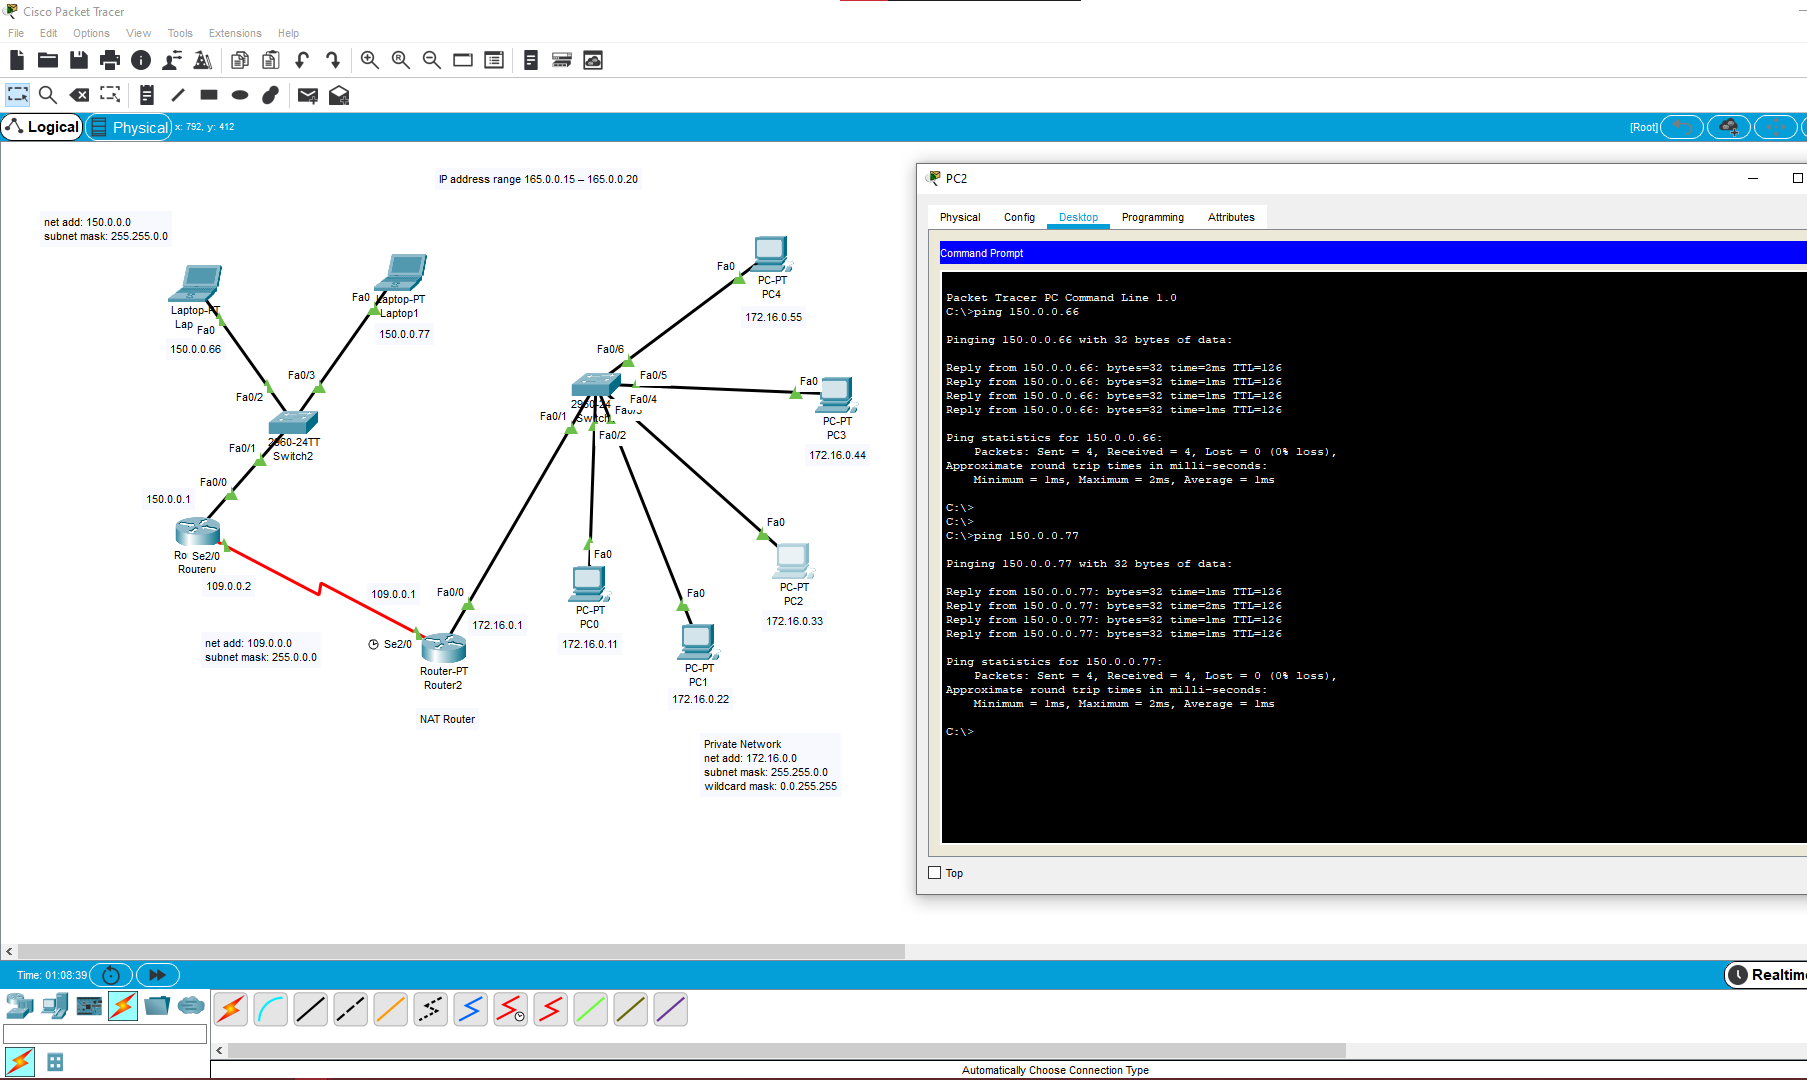 Cisco Packet Tracer
File Edit Options View Tools Extensions Help
Logical Physical x: 792, y: 412 [Root]
IP address range 165.0.0.15 – 165.0.0.20
net add: 150.0.0.0
subnet mask: 255.255.0.0
Laptop-PT
Lap Fa0
150.0.0.66
Fa0 Laptop-PT
Laptop1
150.0.0.77
Fa0/3
Fa0/2
2960-24TT
Switch2
Fa0/1
Fa0/0
150.0.0.1
Ro Se2/0
Router0
109.0.0.2
109.0.0.1
Fa0/0
172.16.0.1
Se2/0
Router-PT
Router2
NAT Router
net add: 109.0.0.0
subnet mask: 255.0.0.0
Fa0
PC-PT
PC4
172.16.0.55
Fa0/6
Fa0/5
Fa0/4
2960-24
Switch1
Fa0/3
Fa0/1
Fa0/2
Fa0
PC-PT
PC3
172.16.0.44
Fa0
PC-PT
PC2
172.16.0.33
Fa0
PC-PT
PC0
172.16.0.11
Fa0
PC-PT
PC1
172.16.0.22
Private Network
net add: 172.16.0.0
subnet mask: 255.255.0.0
wildcard mask: 0.0.255.255
PC2
Physical Config Desktop Programming Attributes
Command Prompt
Packet Tracer PC Command Line 1.0
C:\>ping 150.0.0.66
Pinging 150.0.0.66 with 32 bytes of data:
Reply from 150.0.0.66: bytes=32 time=2ms TTL=126
Reply from 150.0.0.66: bytes=32 time=1ms TTL=126
Reply from 150.0.0.66: bytes=32 time=1ms TTL=126
Reply from 150.0.0.66: bytes=32 time=1ms TTL=126
Ping statistics for 150.0.0.66:
Packets: Sent = 4, Received = 4, Lost = 0 (0% loss),
Approximate round trip times in milli-seconds:
Minimum = 1ms, Maximum = 2ms, Average = 1ms
C:\>
C:\>
C:\>ping 150.0.0.77
Pinging 150.0.0.77 with 32 bytes of data:
Reply from 150.0.0.77: bytes=32 time=1ms TTL=126
Reply from 150.0.0.77: bytes=32 time=2ms TTL=126
Reply from 150.0.0.77: bytes=32 time=1ms TTL=126
Reply from 150.0.0.77: bytes=32 time=1ms TTL=126
Ping statistics for 150.0.0.77:
Packets: Sent = 4, Received = 4, Lost = 0 (0% loss),
Approximate round trip times in milli-seconds:
Minimum = 1ms, Maximum = 2ms, Average = 1ms
C:\>
Top
Time: 01:08:39
Realtime
Automatically Choose Connection Type